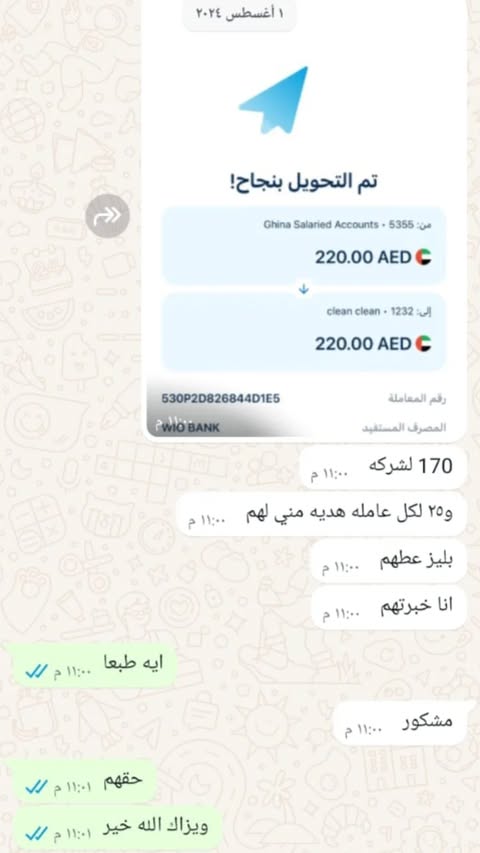 ١ أغسطس ٢٠٢٤
تم التحويل بنجاح!
من: 5355 • Ghina Salaried Accounts
220.00 AED
إلى: 1232 • clean clean
220.00 AED
رقم المعاملة 530P2D826844D1E5
المصرف المستفيد WIO BANK
١١:٠٠ م
170 لشركه ١١:٠٠ م
و٢٥ لكل عامله هديه مني لهم ١١:٠٠ م
بليز عطهم ١١:٠٠ م
انا خبرتهم ١١:٠٠ م
ايه طبعا ١١:٠٠ م
مشكور ١١:٠٠ م
حقهم ١١:٠١ م
ويزاك الله خير ١١:٠١ م